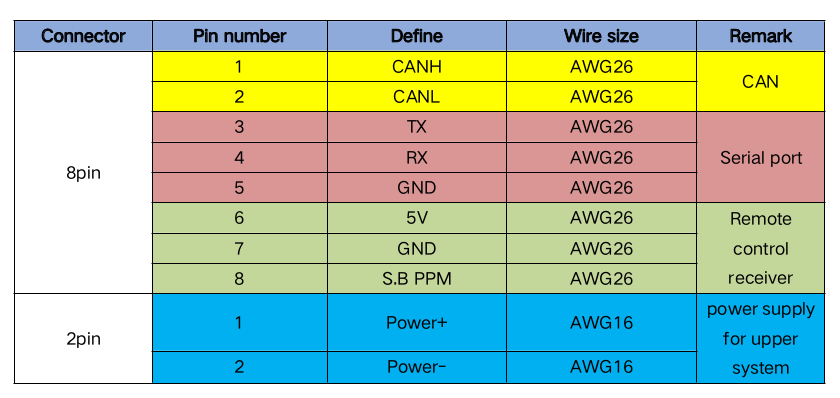 Connector Pin number Define Wire size Remark
1 CANH AWG26
CAN
2 CANL AWG26
3 TX AWG26
8pin
4 RX AWG26 Serial port
5 GND AWG26
6 5V AWG26 Remote
7 GND AWG26 control
8 S.B PPM AWG26 receiver
2pin
1 Power+ AWG16 power supply
for upper
2 Power- AWG16 system